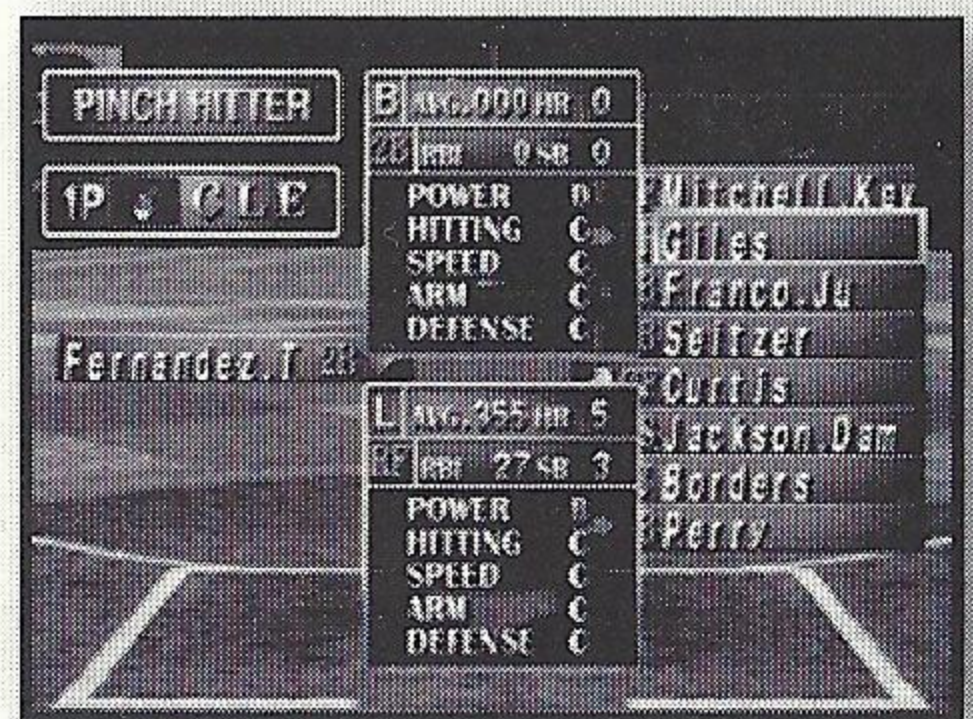 PINCH HITTER
1P CLE
Fernandez.T 2B
B AVG.000 HR 0
2B RBI 0 SB 0
POWER D
HITTING C
SPEED C
ARM C
DEFENSE C
L AVG.355 HR 5
RF RBI 27 SB 3
POWER
HITTING C
SPEED C
ARM C
DEFENSE C
Mitchell.Kev
Giles
Franco.Ju
Seitzer
Curtis
Jackson.Dam
Borders
Perry